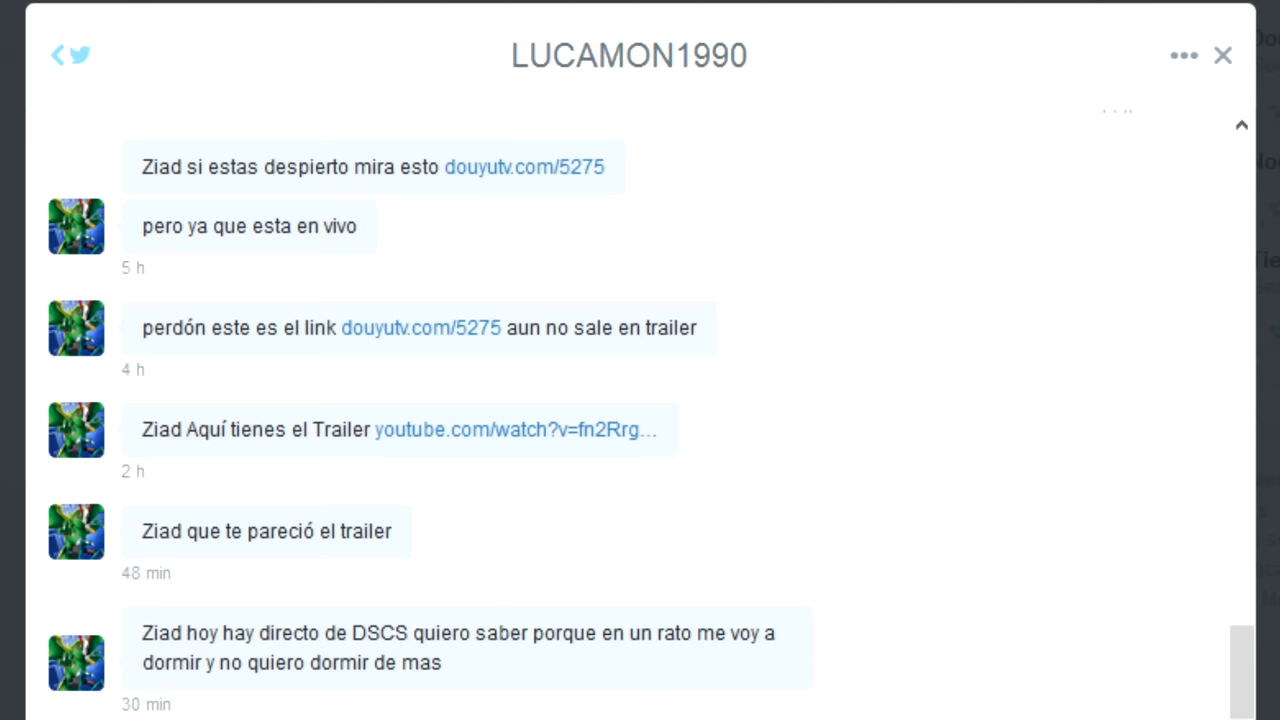 LUCAMON1990
Ziad si estas despierto mira esto douyutv.com/5275
pero ya que esta en vivo
5 h
perdón este es el link douyutv.com/5275 aun no sale en trailer
4 h
Ziad Aquí tienes el Trailer youtube.com/watch?v=fn2Rrg...
2 h
Ziad que te pareció el trailer
48 min
Ziad hoy hay directo de DSCS quiero saber porque en un rato me voy a
dormir y no quiero dormir de mas
30 min